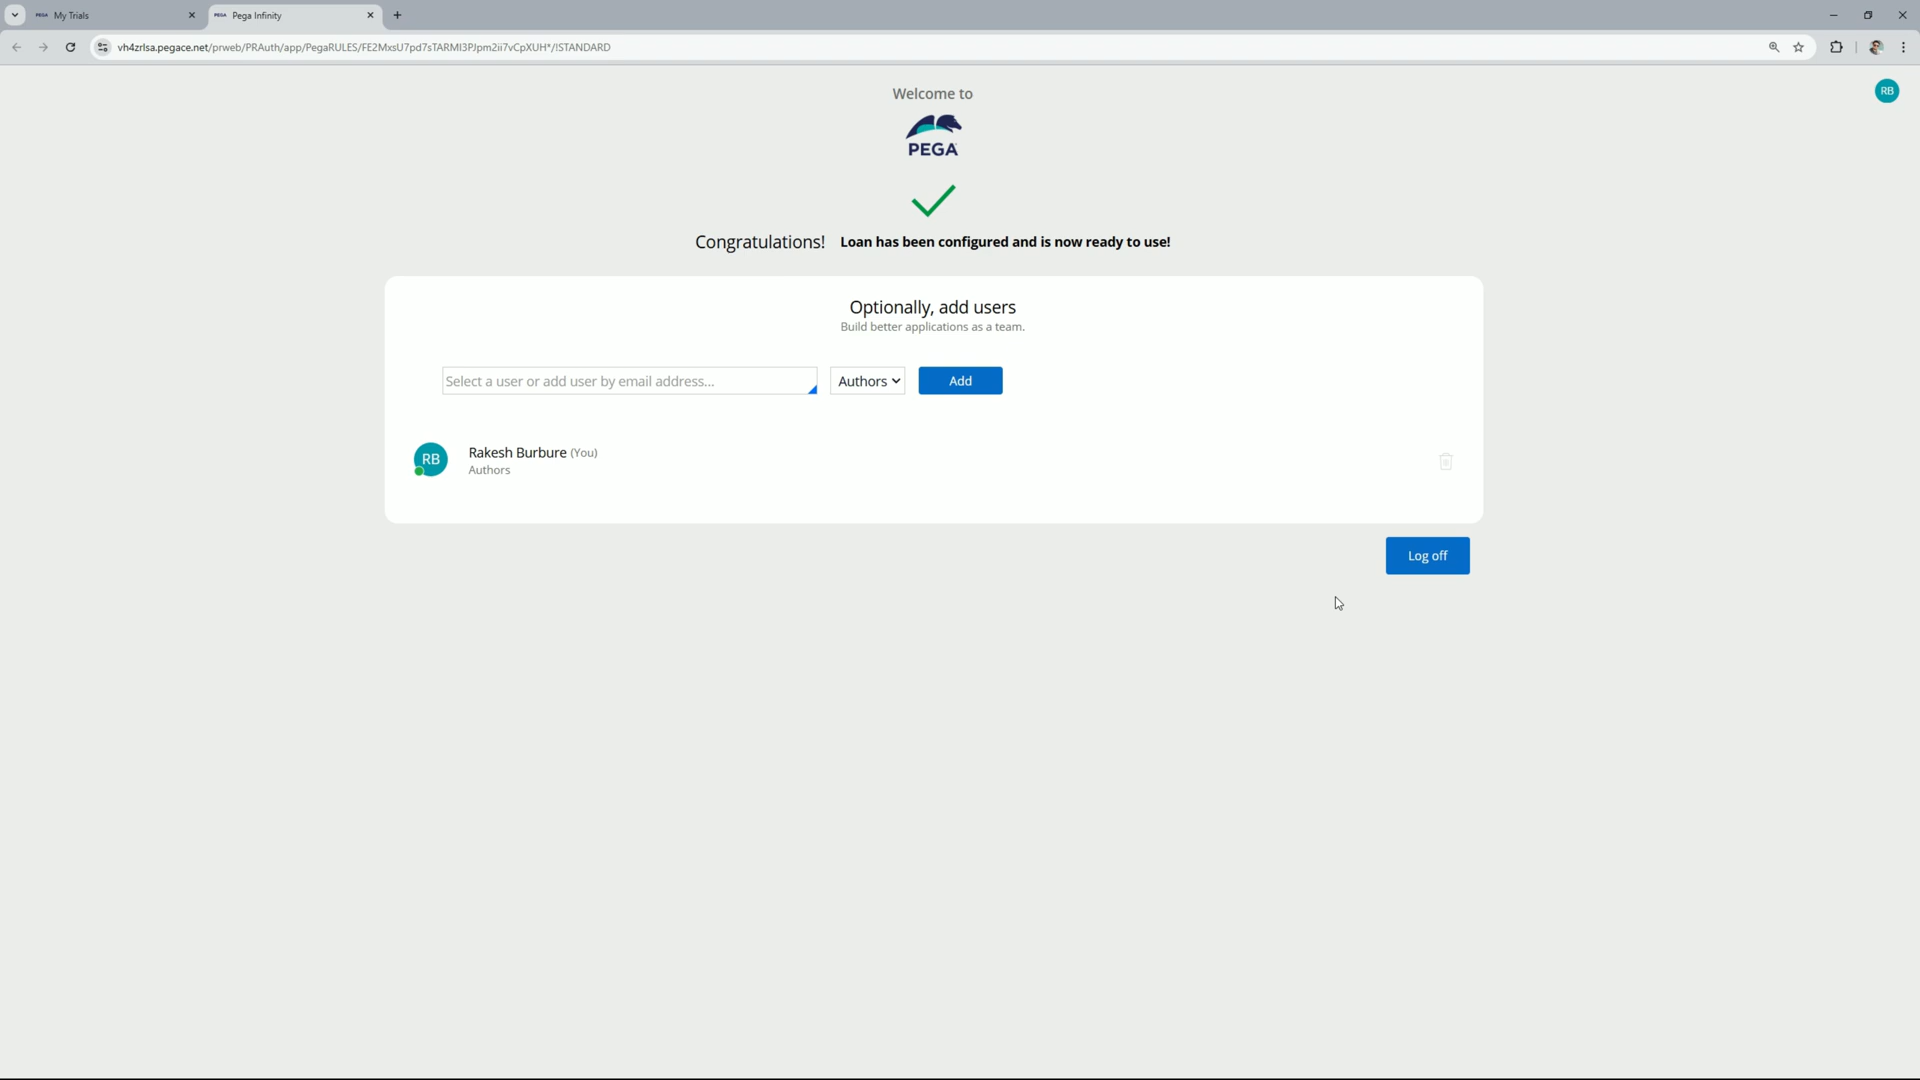 PEGA My Trials
PEGA Pega Infinity
vh4zrlsa.pegace.net/prweb/PRAuth/app/PegaRULES/FE2MxsU7pd7sTARMI3PJpm2ii7vCpXUH*/!STANDARD
Welcome to
RB
PEGA
Congratulations! Loan has been configured and is now ready to use!
Optionally, add users
Build better applications as a team.
Select a user or add user by email address...
Authors
Add
RB
Rakesh Burbure (You)
Authors
Log off